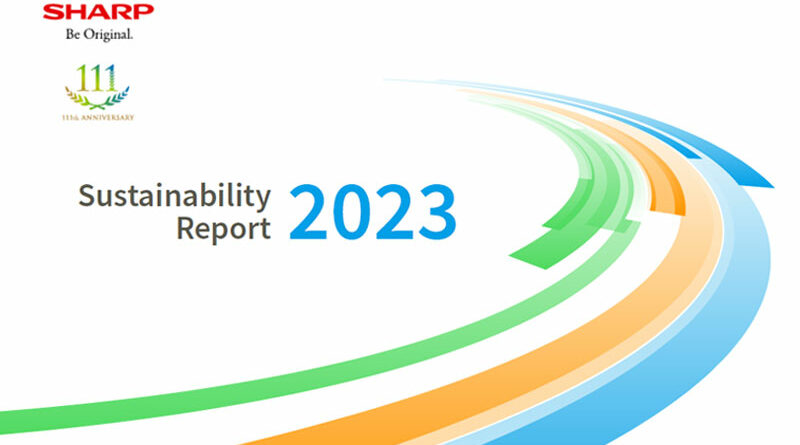 SHARP
Be Original.
111
111th ANNIVERSARY
Sustainability
Report 2023